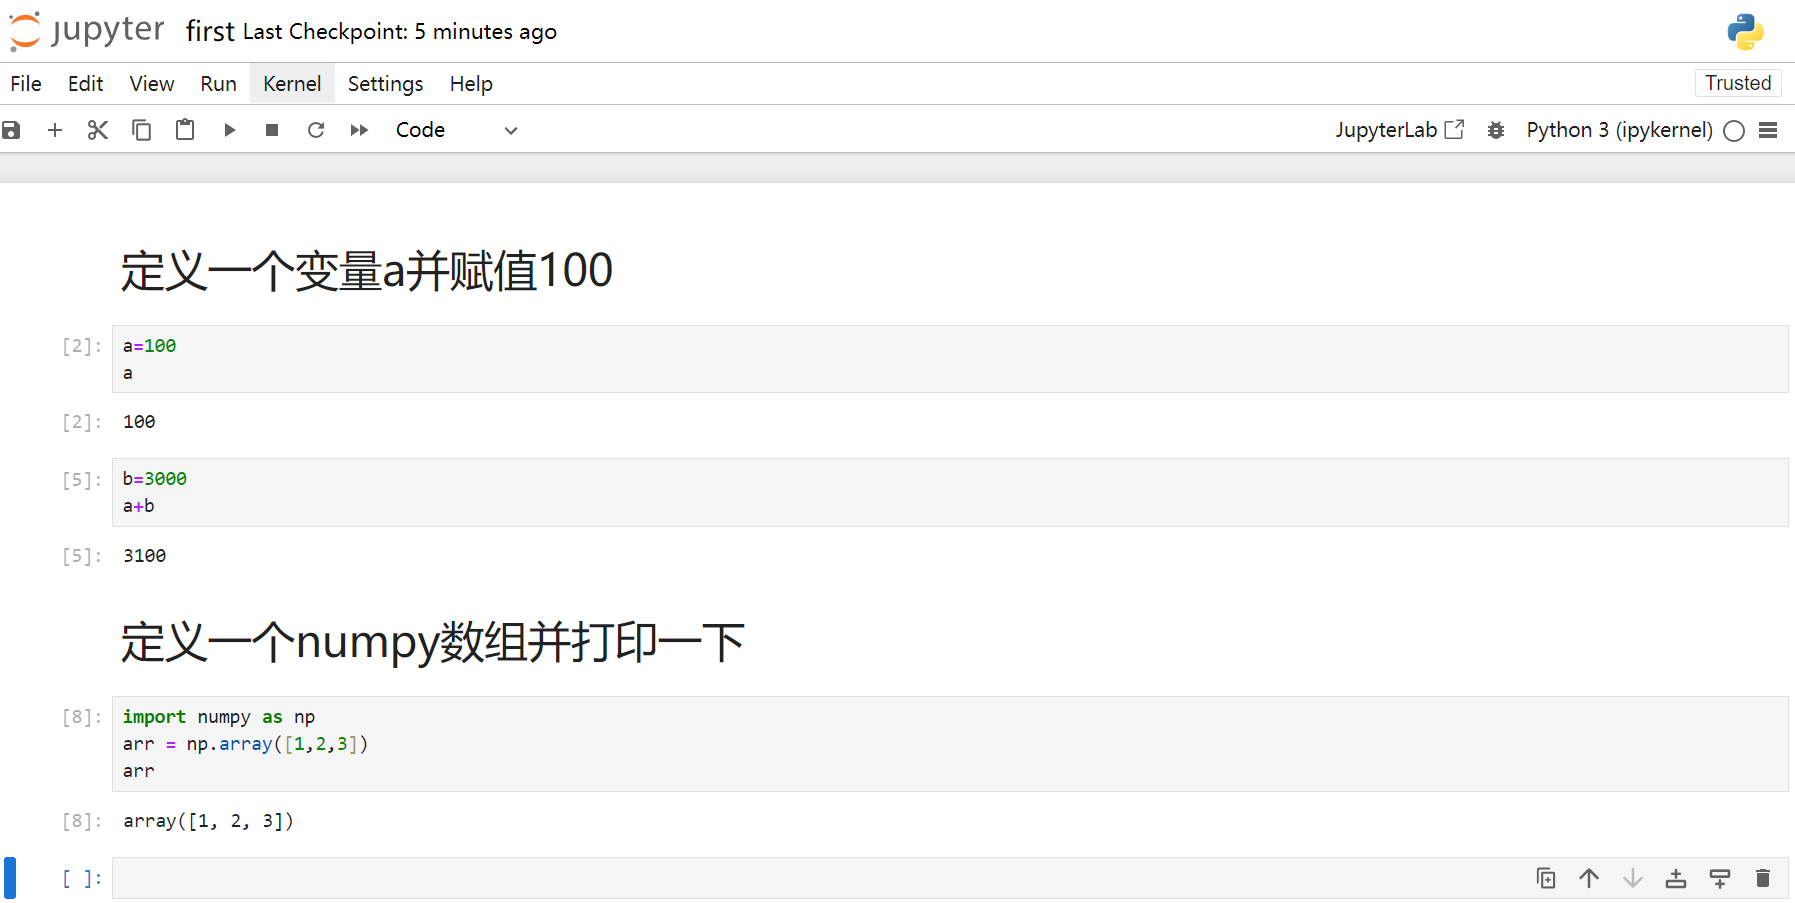 jupyter first Last Checkpoint: 5 minutes ago
File Edit View Run Kernel Settings Help Trusted
Code JupyterLab Python 3 (ipykernel)
定义一个变量a并赋值100
[2]: a=100
a
[2]: 100
[5]: b=3000
a+b
[5]: 3100
定义一个numpy数组并打印一下
[8]: import numpy as np
arr = np.array([1,2,3])
arr
[8]: array([1, 2, 3])
[ ]: